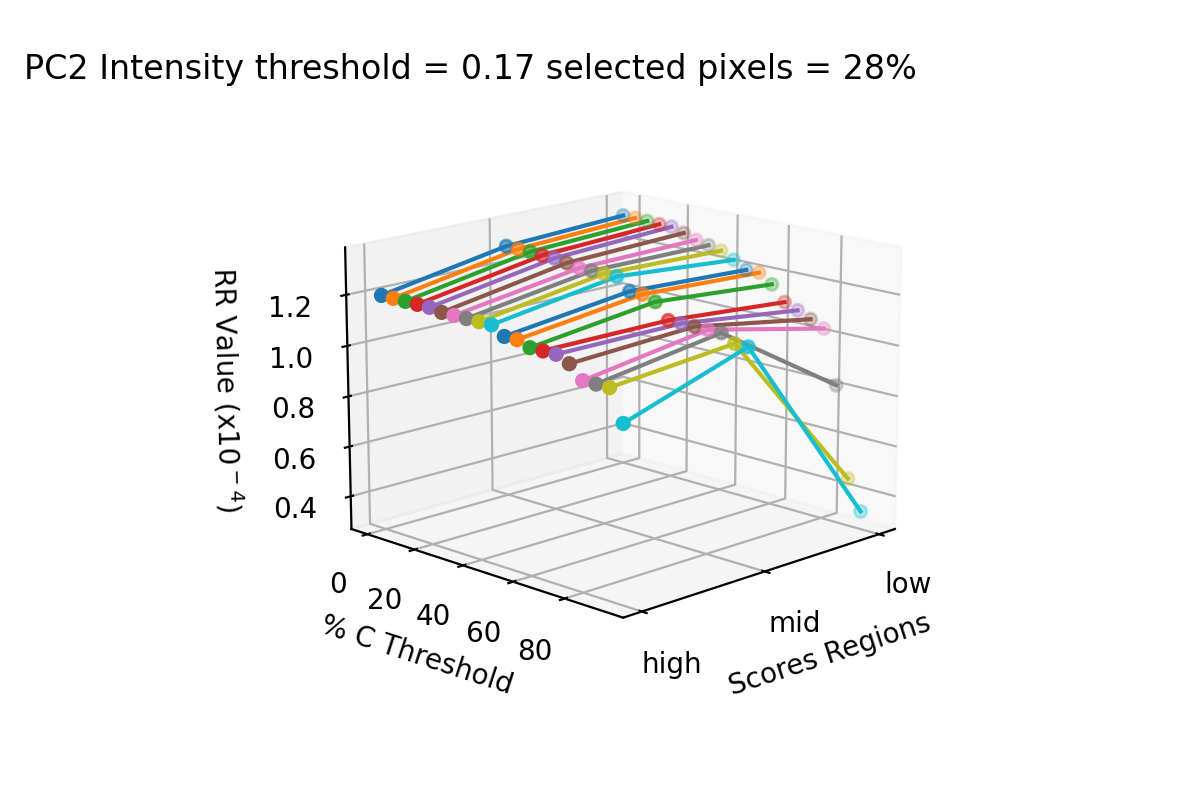 PC2 Intensity threshold = 0.17 selected pixels = 28%
RR Value (x10⁻⁴)
1.2
1.0
0.8
0.6
0.4
0
20
40
60
80
% C Threshold
high
mid
low
Scores Regions